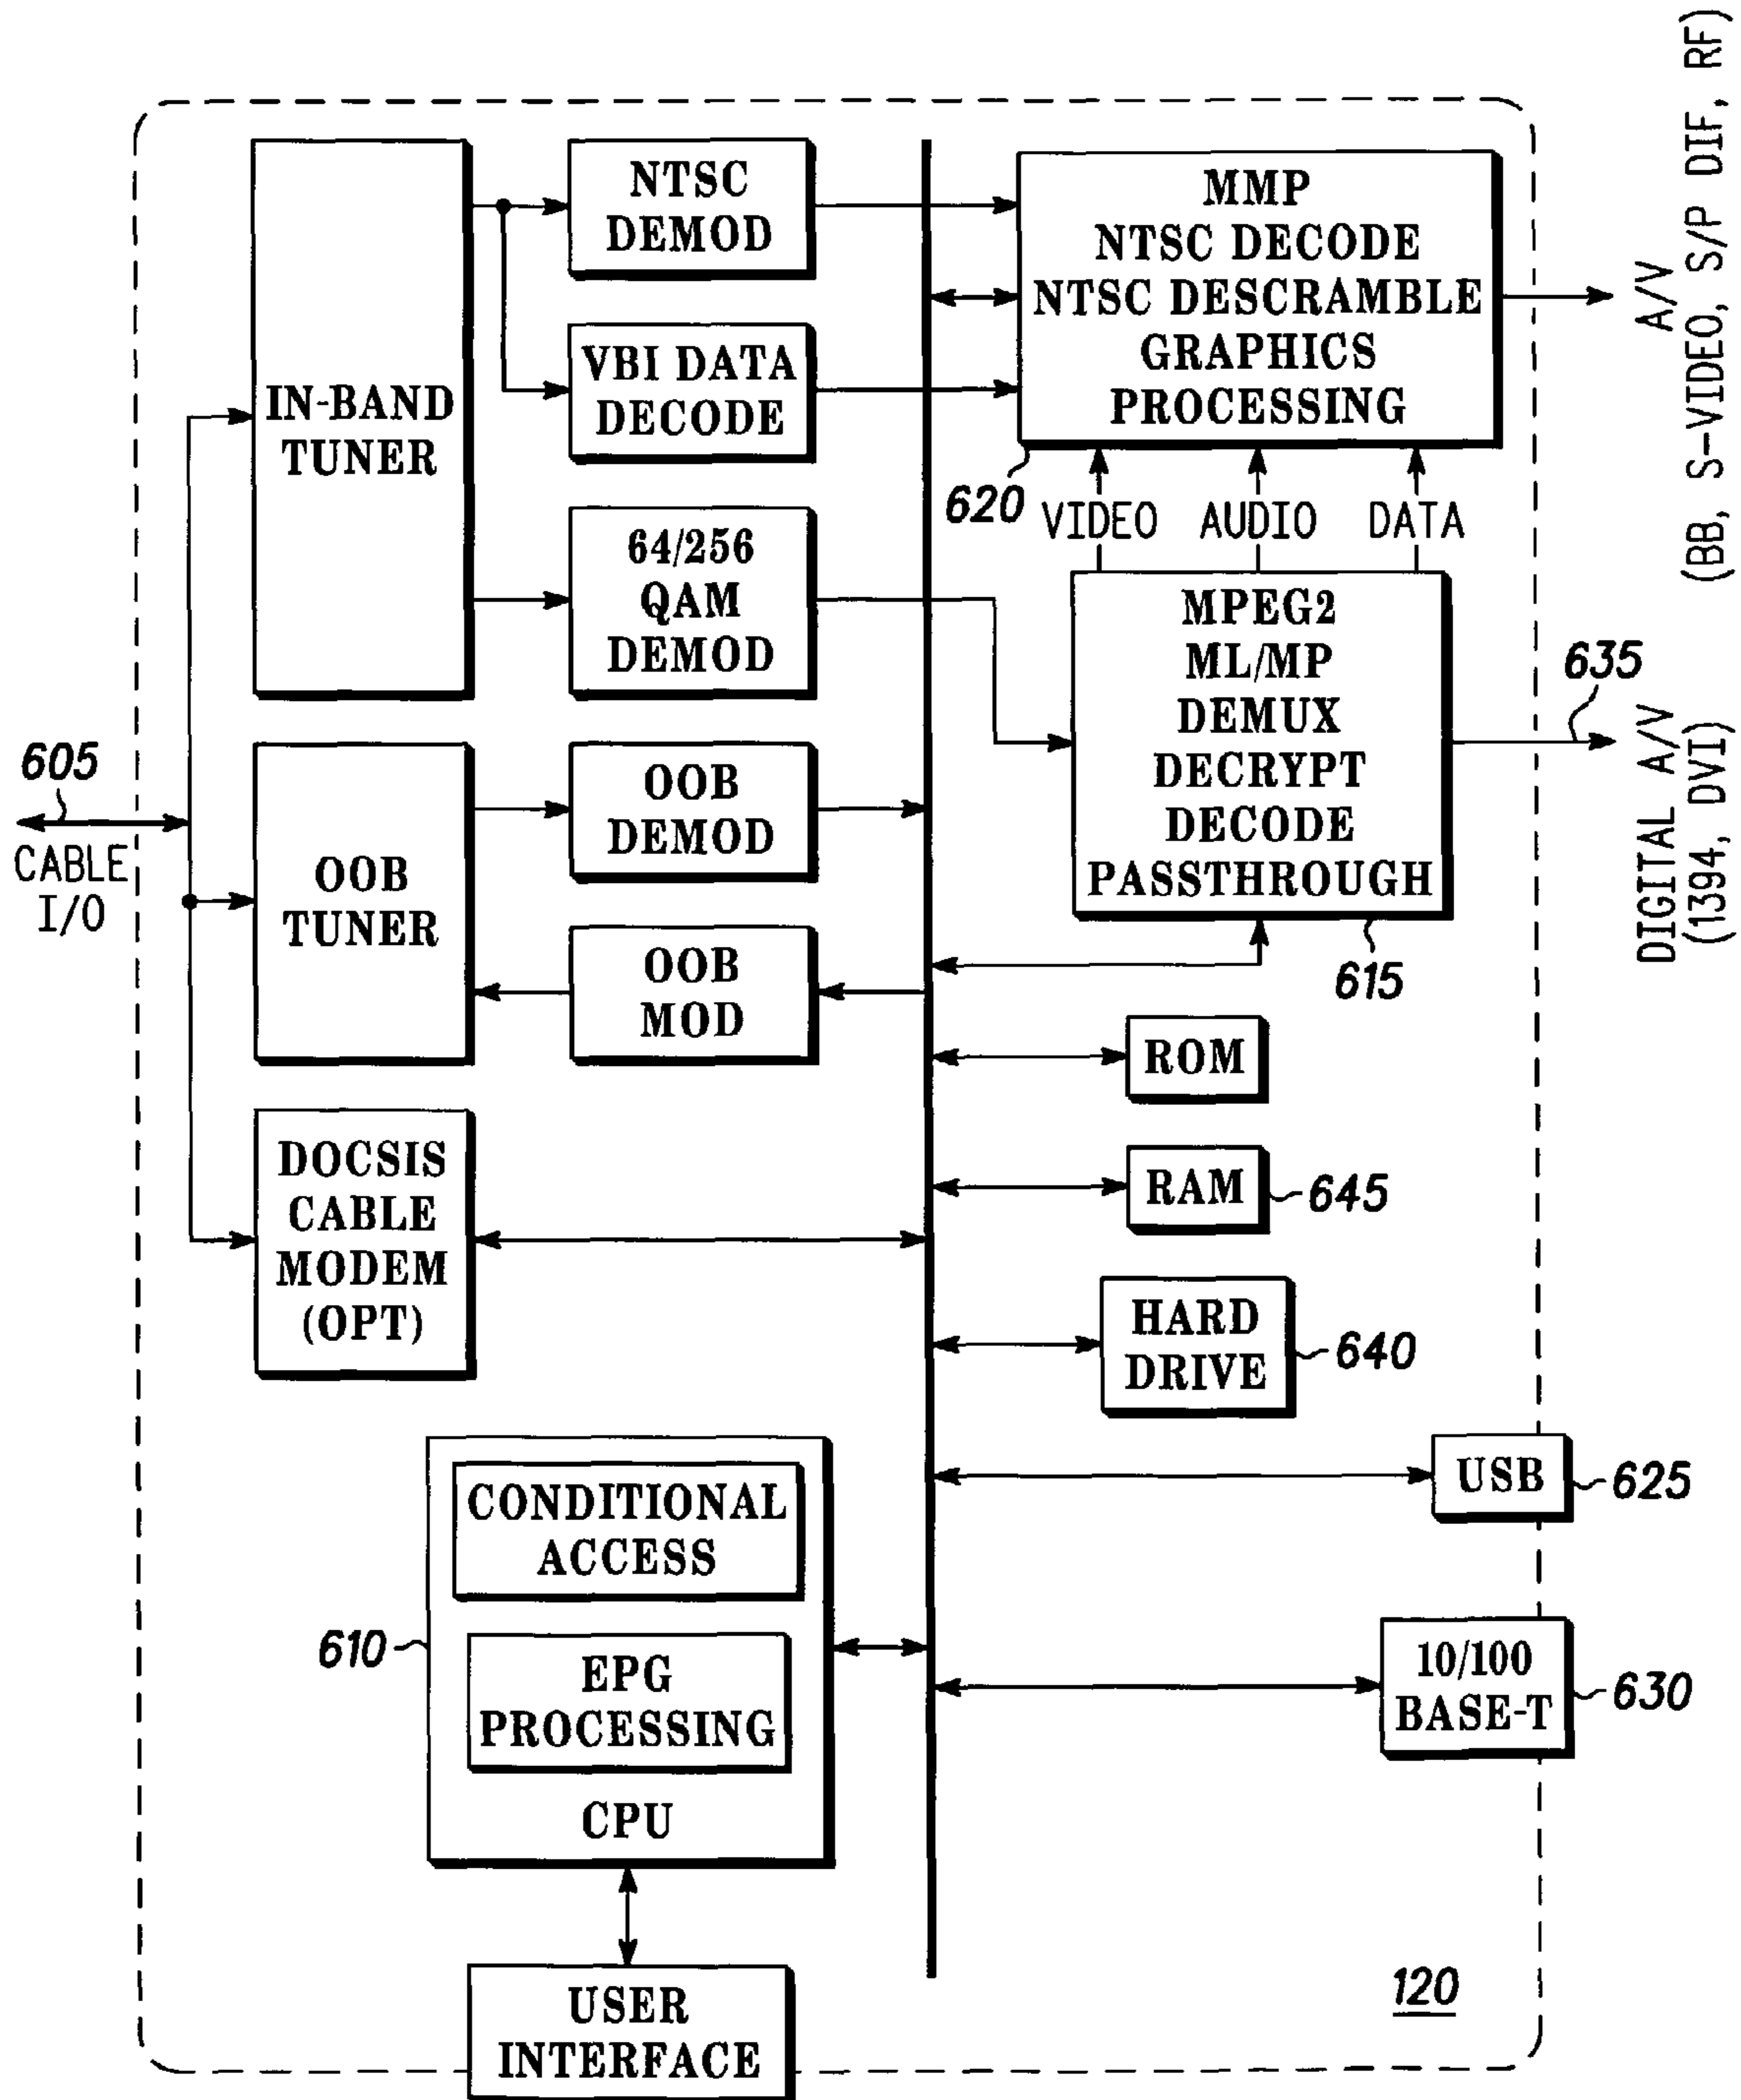 NTSC
DEMOD
MMP
NTSC DECODE
NTSC DESCRAMBLE
GRAPHICS
PROCESSING
620
A/V
(BB, S-VIDEO, S/P DIF, RF)
IN-BAND
TUNER
VBI DATA
DECODE
64/256
QAM
DEMOD
VIDEO
AUDIO
DATA
MPEG2
ML/MP
DEMUX
DECRYPT
DECODE
PASSTHROUGH
615
635
DIGITAL A/V
(1394, DVI)
605
CABLE
I/O
OOB
TUNER
OOB
DEMOD
OOB
MOD
ROM
RAM
645
DOCSIS
CABLE
MODEM
(OPT)
HARD
DRIVE
640
USB
625
CONDITIONAL
ACCESS
610
EPG
PROCESSING
CPU
10/100
BASE-T
630
USER
INTERFACE
120